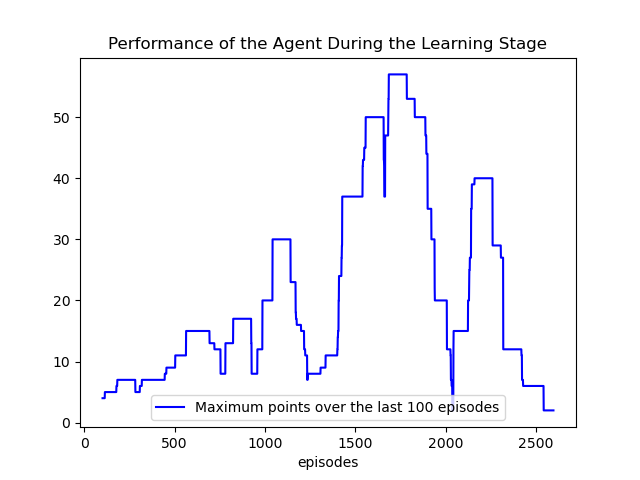 Performance of the Agent During the Learning Stage
50
40
30
20
10
0
Maximum points over the last 100 episodes
0 500 1000 1500 2000 2500
episodes